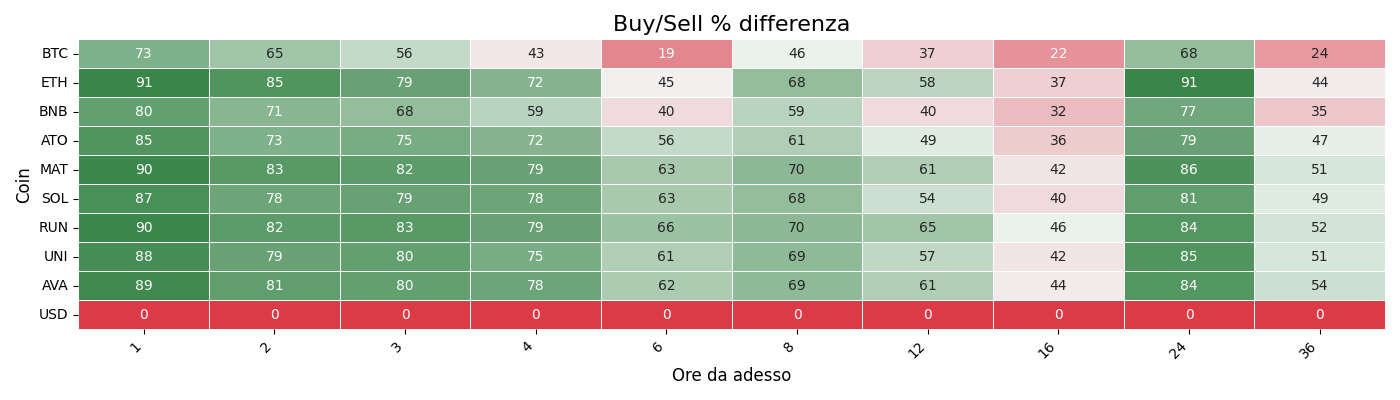 Buy/Sell % differenza
Coin
BTC 73 65 56 43 19 46 37 22 68 24
ETH 91 85 79 72 45 68 58 37 91 44
BNB 80 71 68 59 40 59 40 32 77 35
ATO 85 73 75 72 56 61 49 36 79 47
MAT 90 83 82 79 63 70 61 42 86 51
SOL 87 78 79 78 63 68 54 40 81 49
RUN 90 82 83 79 66 70 65 46 84 52
UNI 88 79 80 75 61 69 57 42 85 51
AVA 89 81 80 78 62 69 61 44 84 54
USD 0 0 0 0 0 0 0 0 0 0
1 2 3 4 6 8 12 16 24 36
Ore da adesso